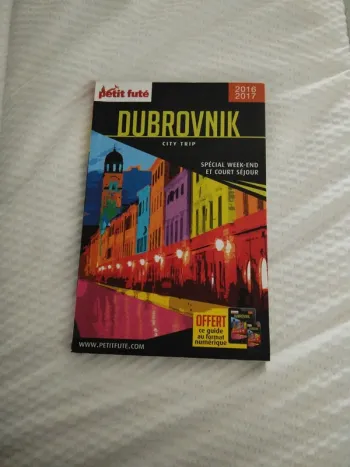 petit futé
2016
2017
DUBROVNIK
CITY TRIP
SPÉCIAL WEEK-END
ET COURT SÉJOUR
OFFERT
ce guide
au format
numérique
WWW.PETITFUTE.COM